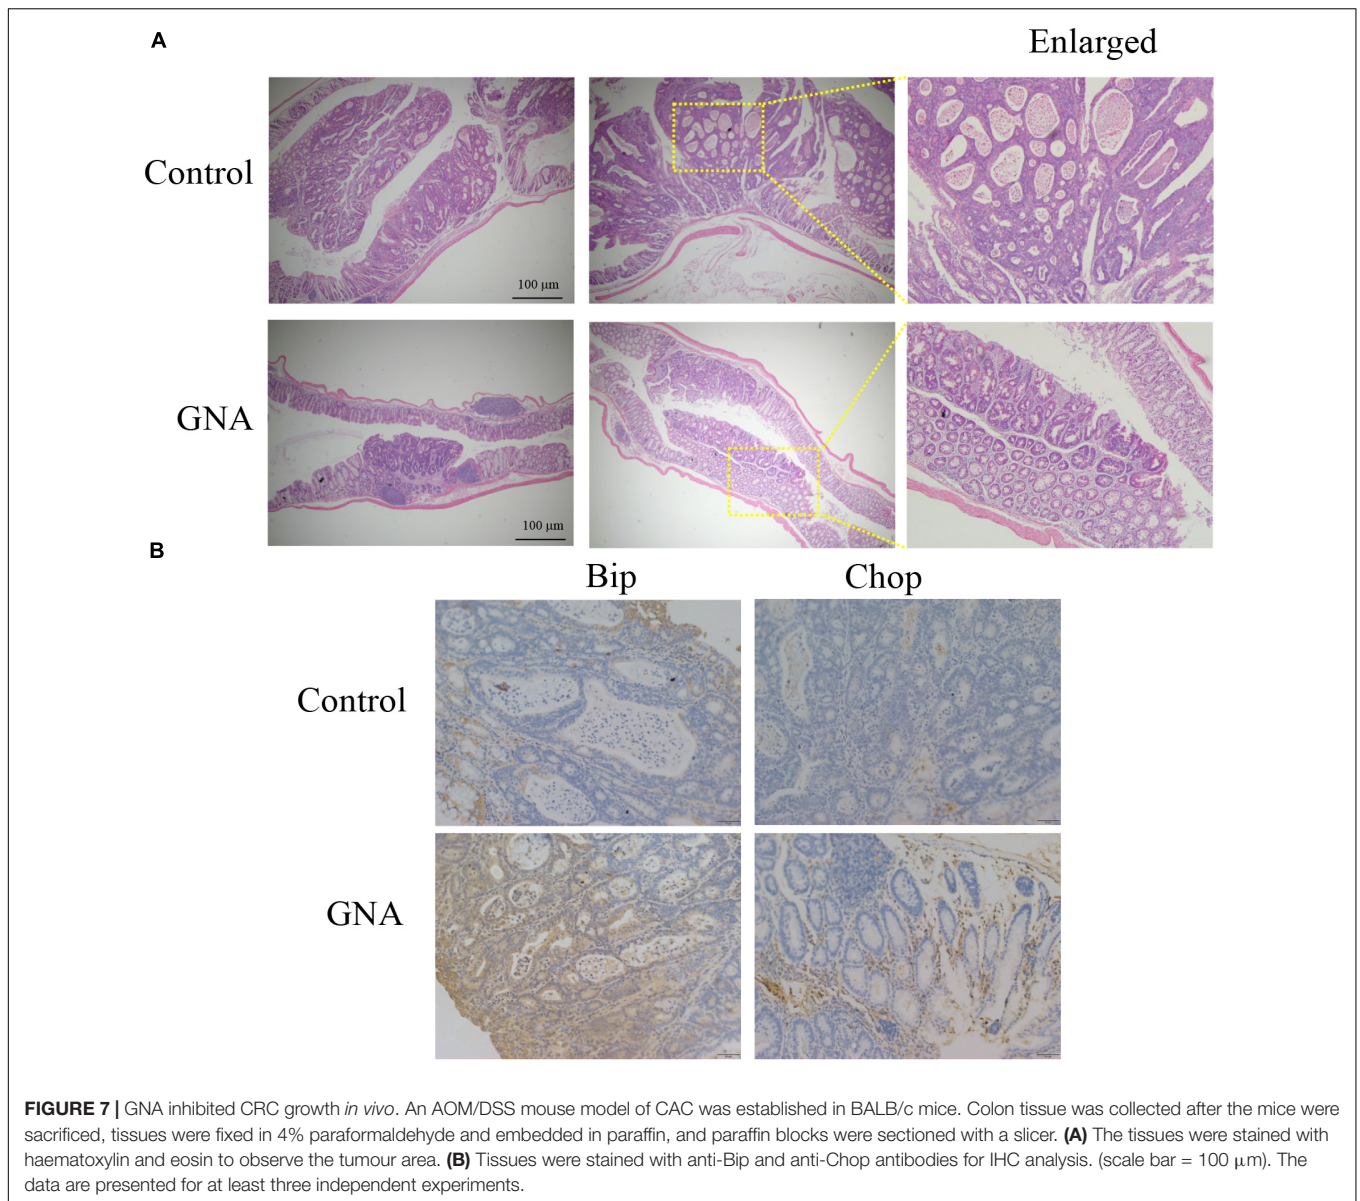 A
Enlarged
Control
100 μm
GNA
100 μm
B
Bip
Chop
Control
GNA
FIGURE 7 | GNA inhibited CRC growth in vivo. An AOM/DSS mouse model of CAC was established in BALB/c mice. Colon tissue was collected after the mice were
sacrificed, tissues were fixed in 4% paraformaldehyde and embedded in paraffin, and paraffin blocks were sectioned with a slicer. (A) The tissues were stained with
haematoxylin and eosin to observe the tumour area. (B) Tissues were stained with anti-Bip and anti-Chop antibodies for IHC analysis. (scale bar = 100 μm). The
data are presented for at least three independent experiments.